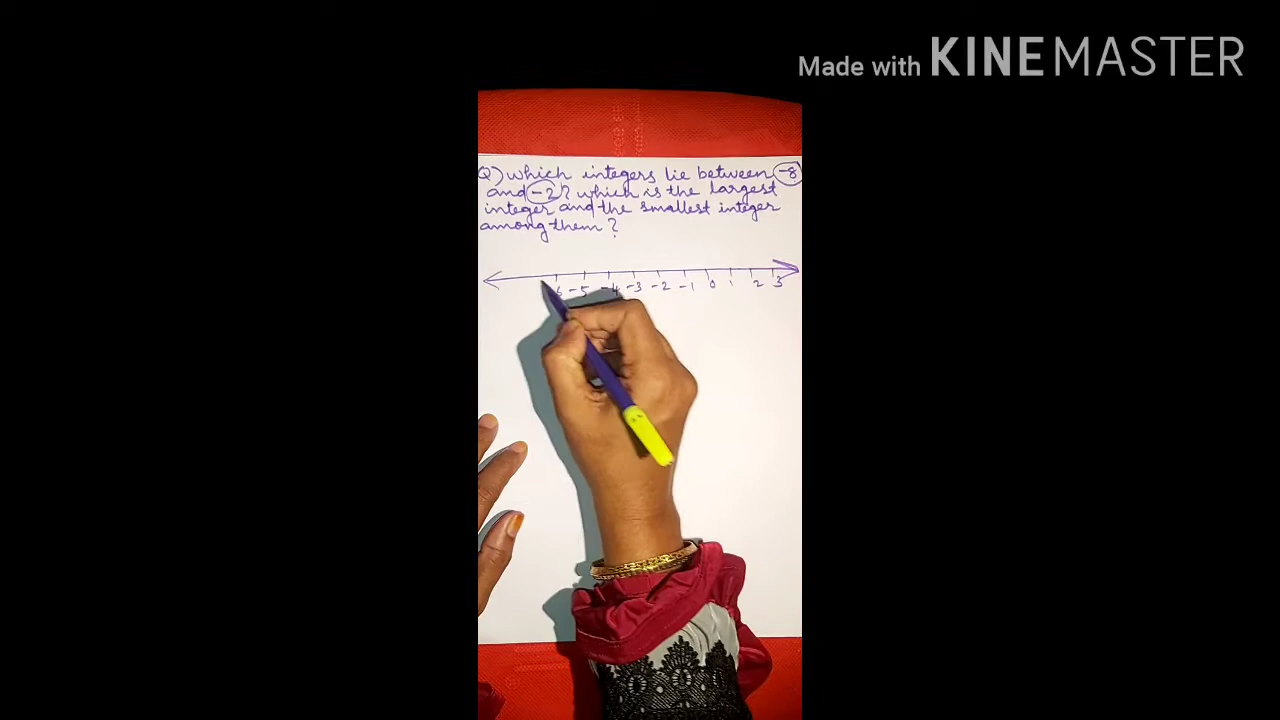 Made with KINEMASTER
Q) which integers lie between -8
and -2? which is the largest
integer and the smallest integer
among them?
6 -5 -4 -3 -2 -1 0 1 2 3